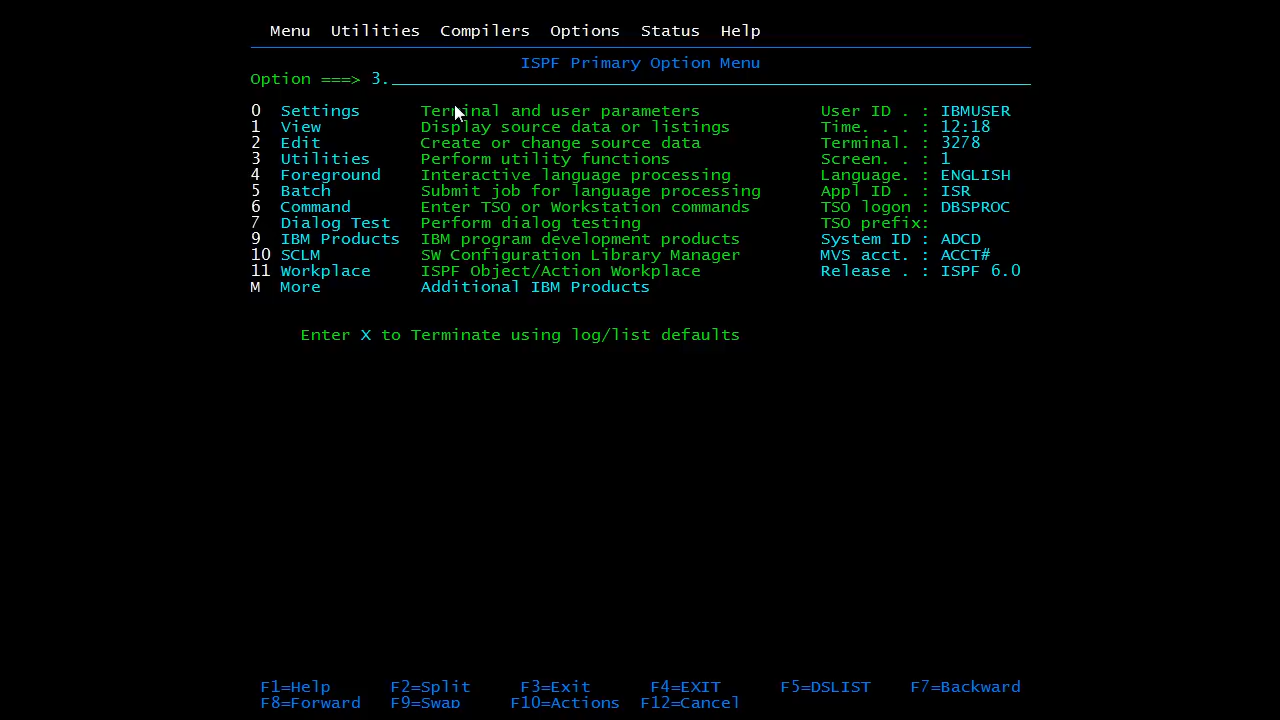 Menu Utilities Compilers Options Status Help
ISPF Primary Option Menu
Option ===> 3.
0 Settings Terminal and user parameters User ID . : IBMUSER
1 View Display source data or listings Time. . . : 12:18
2 Edit Create or change source data Terminal. : 3278
3 Utilities Perform utility functions Screen. . : 1
4 Foreground Interactive language processing Language. : ENGLISH
5 Batch Submit job for language processing Appl ID . : ISR
6 Command Enter TSO or Workstation commands TSO logon : DBSPROC
7 Dialog Test Perform dialog testing TSO prefix:
9 IBM Products IBM program development products System ID : ADCD
10 SCLM SW Configuration Library Manager MVS acct. : ACCT#
11 Workplace ISPF Object/Action Workplace Release . : ISPF 6.0
M More Additional IBM Products
Enter X to Terminate using log/list defaults
F1=Help F2=Split F3=Exit F4=EXIT F5=DSLIST F7=Backward
F8=Forward F9=Swap F10=Actions F12=Cancel